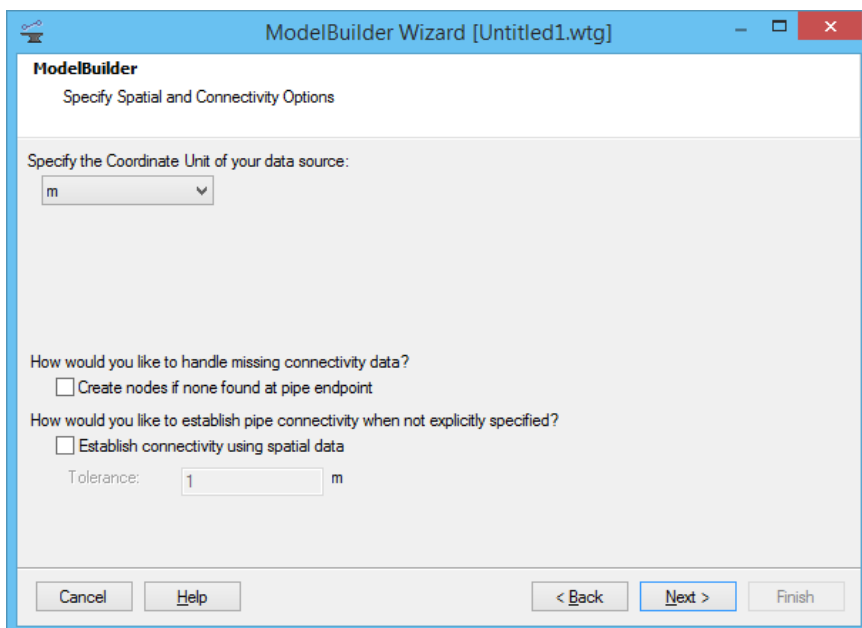 ModelBuilder Wizard [Untitled1.wtg]
ModelBuilder
Specify Spatial and Connectivity Options
Specify the Coordinate Unit of your data source:
m
How would you like to handle missing connectivity data?
Create nodes if none found at pipe endpoint
How would you like to establish pipe connectivity when not explicitly specified?
Establish connectivity using spatial data
Tolerance: 1 m
Cancel Help < Back Next > Finish